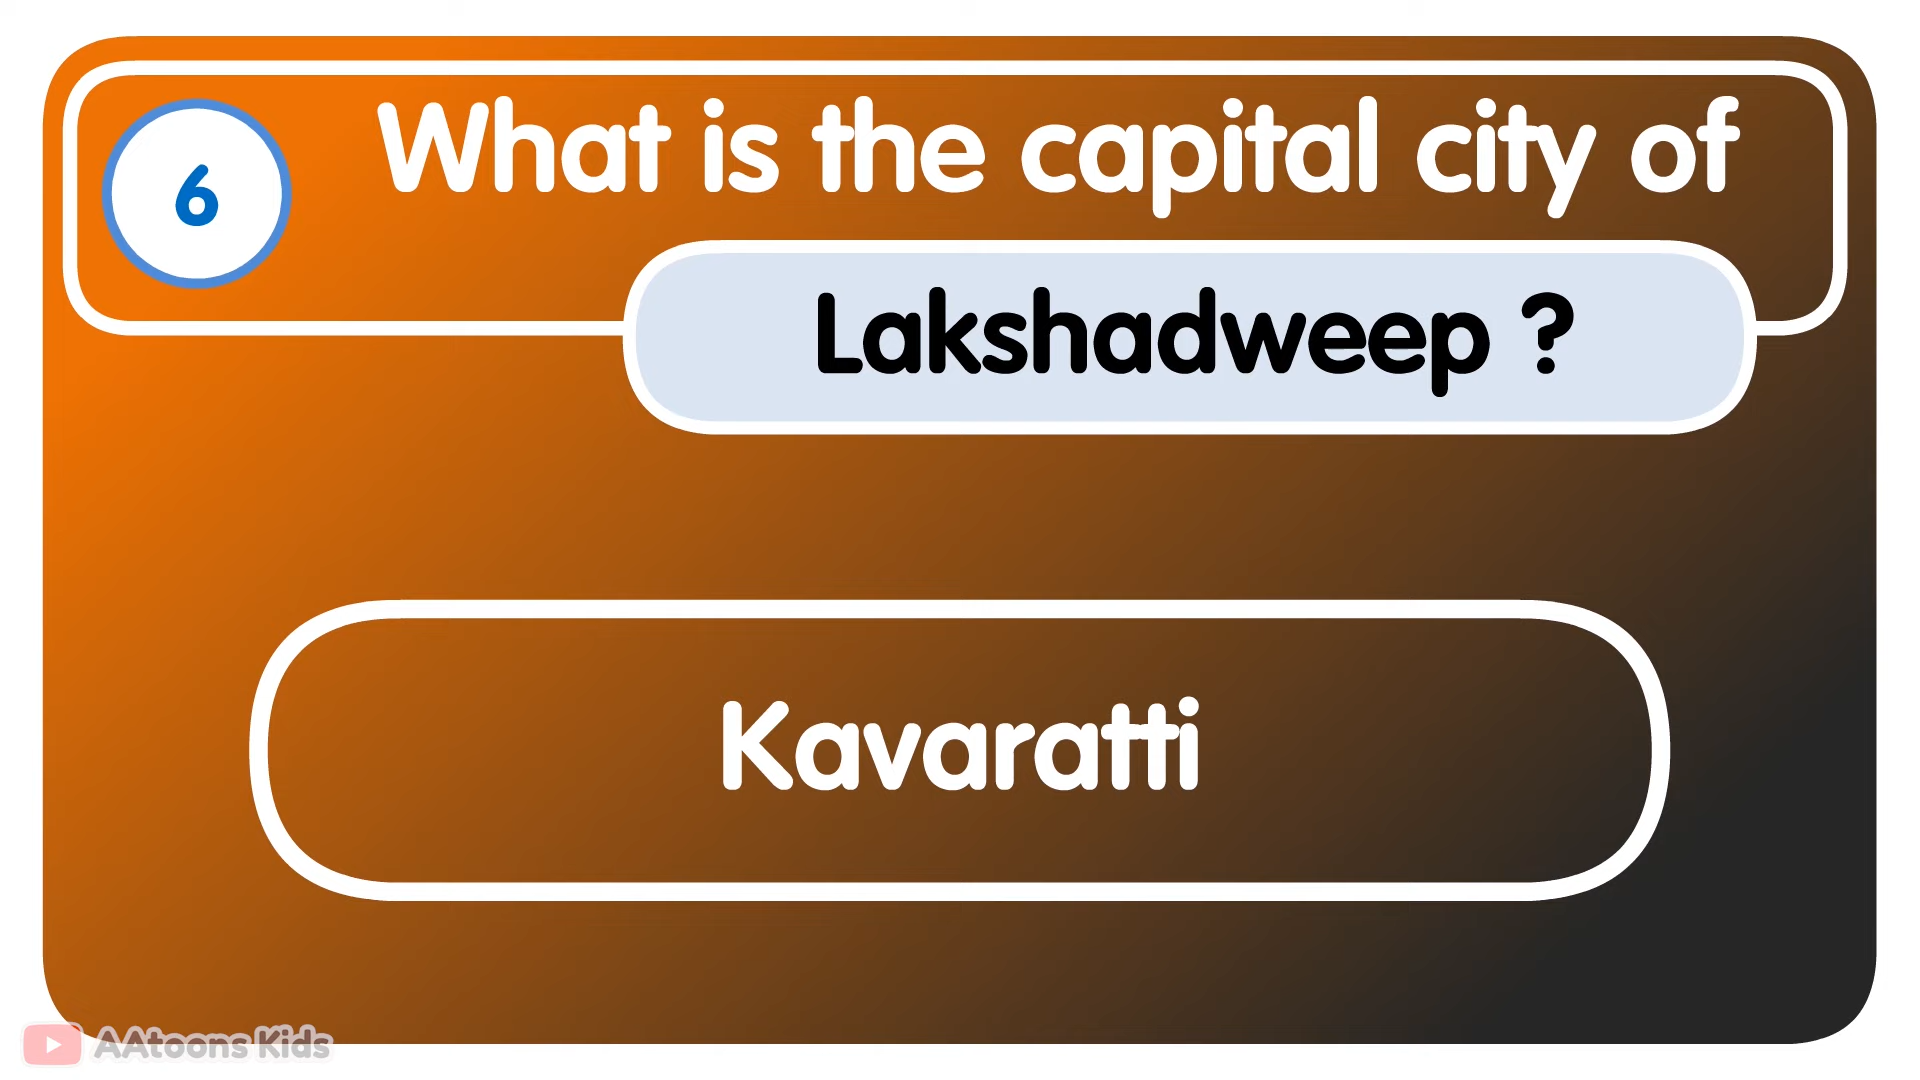 6
What is the capital city of
Lakshadweep ?
Kavaratti
AAtoons Kids